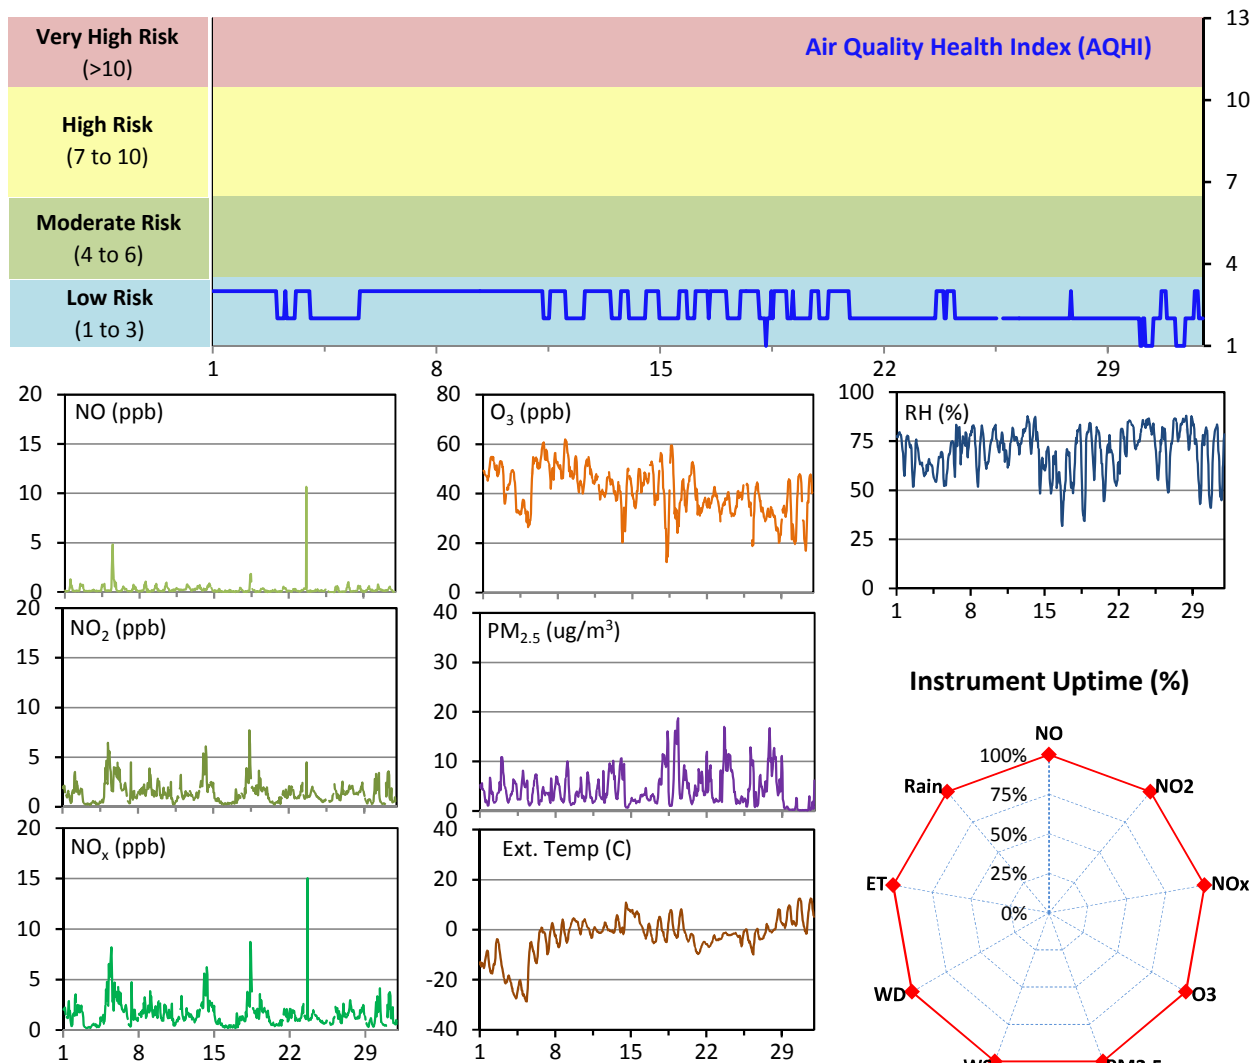 Very High Risk
(>10)
High Risk
(7 to 10)
Moderate Risk
(4 to 6)
Low Risk
(1 to 3)
Air Quality Health Index (AQHI)
13
10
7
4
1
1 8 15 22 29
NO (ppb)
20
15
10
5
0
O3 (ppb)
80
60
40
20
0
RH (%)
100
75
50
25
0
1 8 15 22 29
NO2 (ppb)
20
15
10
5
0
PM2.5 (ug/m3)
40
30
20
10
0
NOx (ppb)
20
15
10
5
0
1 8 15 22 29
Ext. Temp (C)
40
20
0
-20
-40
1 8 15 22 29
Instrument Uptime (%)
NO
100%
75%
50%
25%
0%
NO2
NOx
O3
PM2.5
WS
WD
ET
Rain